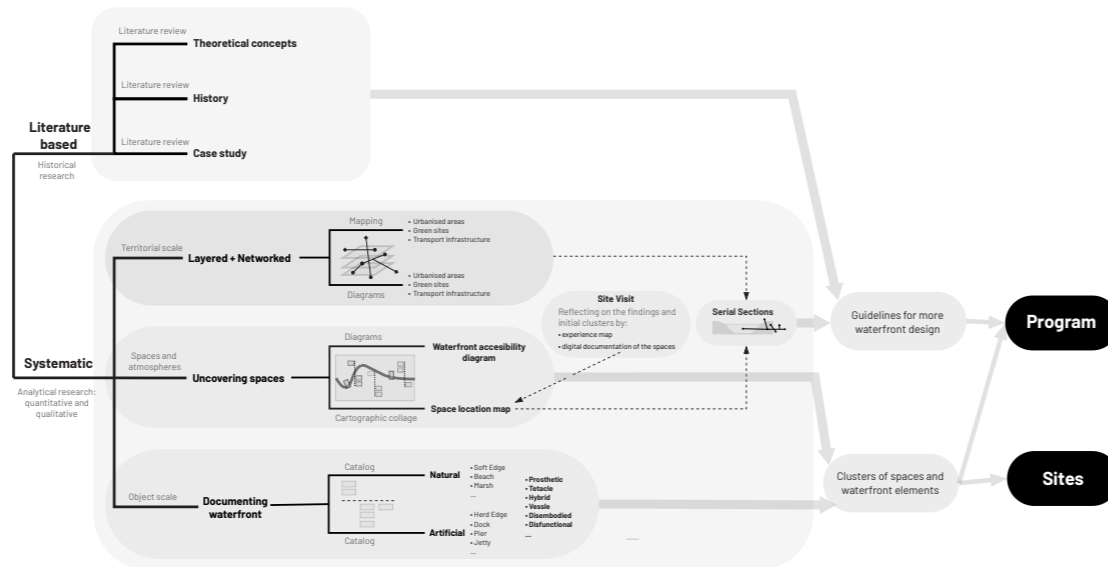 Literature review
Theoretical concepts
Literature review
History
Literature
based
Literature review
Case study
Historical
research
Mapping
• Urbanised areas
• Green sites
• Transport infrastructure
Territorial scale
Layered + Networked
• Urbanised areas
• Green sites
• Transport infrastructure
Diagrams
Site Visit
Reflecting on the findings and
initial clusters by:
• experience map
• digital documentation of the spaces
Serial Sections
Guidelines for more
waterfront design
Program
Systematic
Analytical research:
quantitative and
qualitative
Spaces and
atmospheres
Uncovering spaces
Diagrams
Waterfront accesibility
diagram
Space location map
Cartographic collage
Object scale
Documenting
waterfront
Catalog
Natural
• Soft Edge
• Beach
• Marsh
...
• Prosthetic
• Tetacle
• Hybrid
• Vessle
• Disembodied
• Disfunctional
...
Catalog
Artificial
• Herd Edge
• Dock
• Pier
• Jetty
...
Clusters of spaces and
waterfront elements
Sites